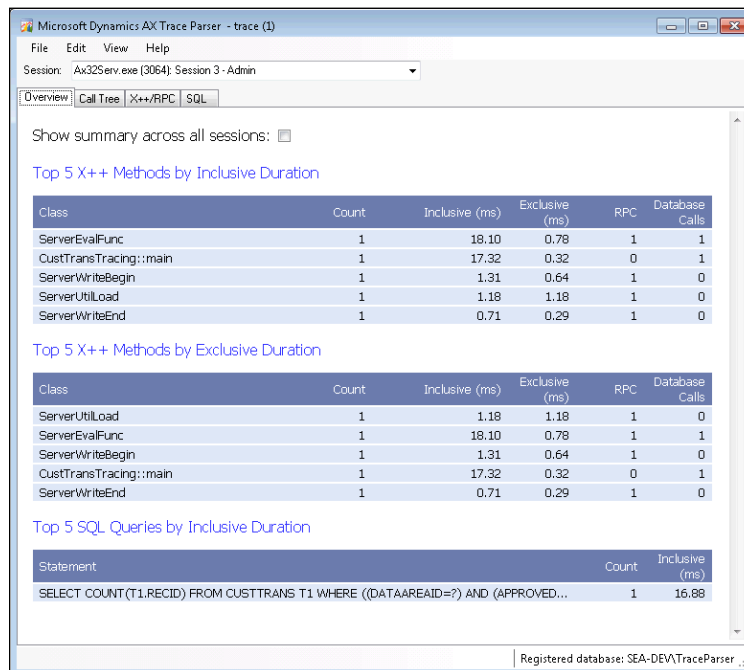 Microsoft Dynamics AX Trace Parser - trace (1)
File Edit View Help
Session: Ax32Serv.exe (3064): Session 3 - Admin
Overview Call Tree X++/RPC SQL
Show summary across all sessions:
Top 5 X++ Methods by Inclusive Duration
Class Count Inclusive (ms) Exclusive (ms) RPC Database Calls
ServerEvalFunc 1 18.10 0.78 1 1
CustTransTracing::main 1 17.32 0.32 0 1
ServerWriteBegin 1 1.31 0.64 1 0
ServerUtilLoad 1 1.18 1.18 1 0
ServerWriteEnd 1 0.71 0.29 1 0
Top 5 X++ Methods by Exclusive Duration
Class Count Inclusive (ms) Exclusive (ms) RPC Database Calls
ServerUtilLoad 1 1.18 1.18 1 0
ServerEvalFunc 1 18.10 0.78 1 1
ServerWriteBegin 1 1.31 0.64 1 0
CustTransTracing::main 1 17.32 0.32 0 1
ServerWriteEnd 1 0.71 0.29 1 0
Top 5 SQL Queries by Inclusive Duration
Statement Count Inclusive (ms)
SELECT COUNT(T1.RECID) FROM CUSTTRANS T1 WHERE ((DATAAREAID=?) AND (APPROVED... 1 16.88
Registered database: SEA-DEV\TraceParser